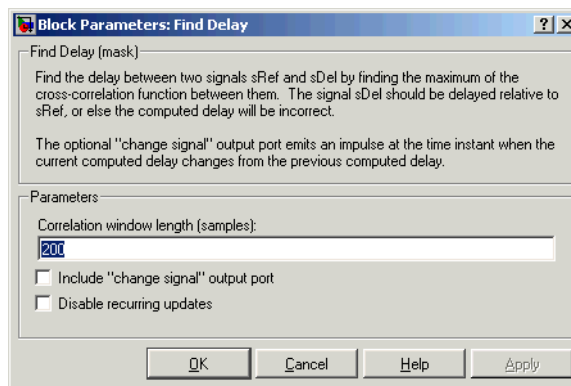 Block Parameters: Find Delay
Find Delay (mask)
Find the delay between two signals sRef and sDel by finding the maximum of the
cross-correlation function between them. The signal sDel should be delayed relative to
sRef, or else the computed delay will be incorrect.
The optional "change signal" output port emits an impulse at the time instant when the
current computed delay changes from the previous computed delay.
Parameters
Correlation window length (samples):
200
Include "change signal" output port
Disable recurring updates
OK Cancel Help Apply